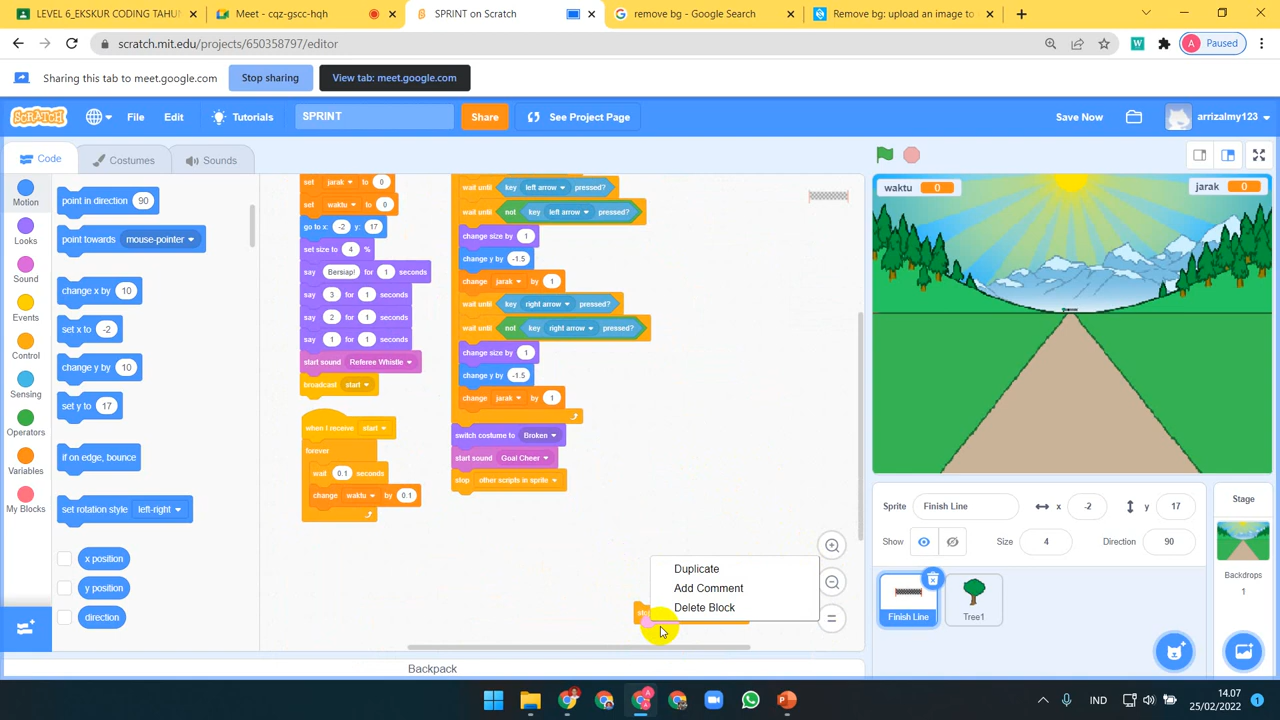 LEVEL 6_EKSKUR CODING TAHUN
Meet - cqz-gscc-hqh
SPRINT on Scratch
remove bg - Google Search
Remove bg: upload an image to
scratch.mit.edu/projects/650358797/editor
W
A Paused
Sharing this tab to meet.google.com
Stop sharing
View tab: meet.google.com
SCRATCH
File
Edit
Tutorials
SPRINT
Share
See Project Page
Save Now
arrizalmy123
Code
Costumes
Sounds
Motion
Looks
Sound
Events
Control
Sensing
Operators
Variables
My Blocks
point in direction 90
point towards mouse-pointer
change x by 10
set x to -2
change y by 10
set y to 17
if on edge, bounce
set rotation style left-right
x position
y position
direction
set jarak to 0
set waktu to 0
go to x: -2 y: 17
set size to 4 %
say Bersiap! for 1 seconds
say 3 for 1 seconds
say 2 for 1 seconds
say 1 for 1 seconds
start sound Referee Whistle
broadcast start
when I receive start
forever
wait 0.1 seconds
change waktu by 0.1
wait until key left arrow pressed?
wait until not key left arrow pressed?
change size by 1
change y by -1.5
change jarak by 1
wait until key right arrow pressed?
wait until not key right arrow pressed?
change size by 1
change y by -1.5
change jarak by 1
switch costume to Broken
start sound Goal Cheer
stop other scripts in sprite
Duplicate
Add Comment
Delete Block
Backpack
waktu 0
jarak 0
Sprite
Finish Line
x
-2
y
17
Show
Size
4
Direction
90
Finish Line
Tree1
Stage
Backdrops
1
IND
14.07
25/02/2022
1